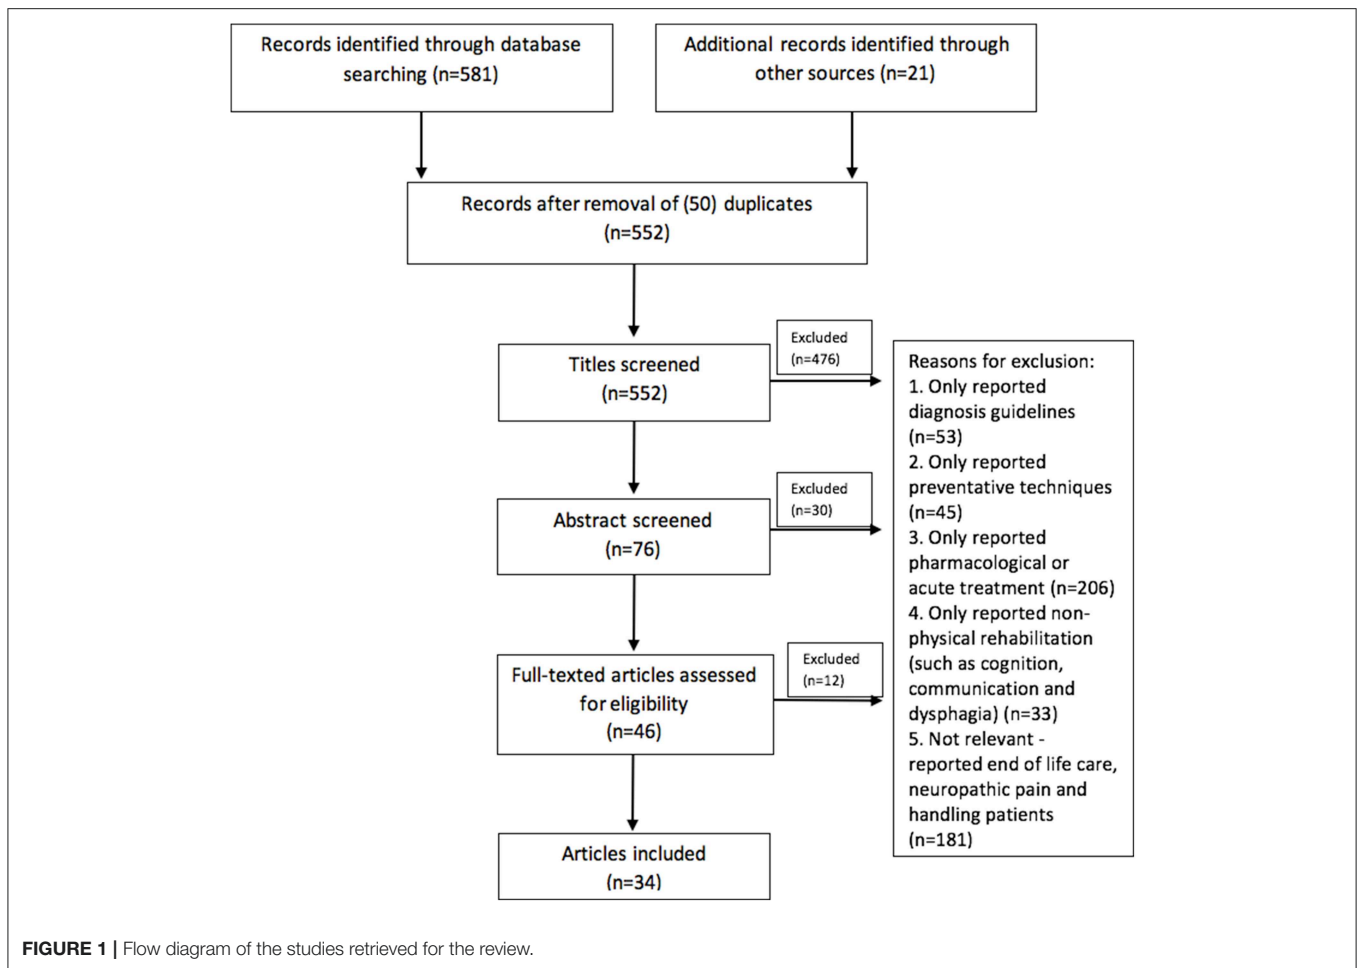 Records identified through database
searching (n=581)
Additional records identified through
other sources (n=21)
Records after removal of (50) duplicates
(n=552)
Titles screened
(n=552)
Excluded
(n=476)
Abstract screened
(n=76)
Excluded
(n=30)
Full-texted articles assessed
for eligibility
(n=46)
Excluded
(n=12)
Articles included
(n=34)
Reasons for exclusion:
1. Only reported
diagnosis guidelines
(n=53)
2. Only reported
preventative techniques
(n=45)
3. Only reported
pharmacological or
acute treatment (n=206)
4. Only reported non-
physical rehabilitation
(such as cognition,
communication and
dysphagia) (n=33)
5. Not relevant -
reported end of life care,
neuropathic pain and
handling patients
(n=181)
FIGURE 1 | Flow diagram of the studies retrieved for the review.